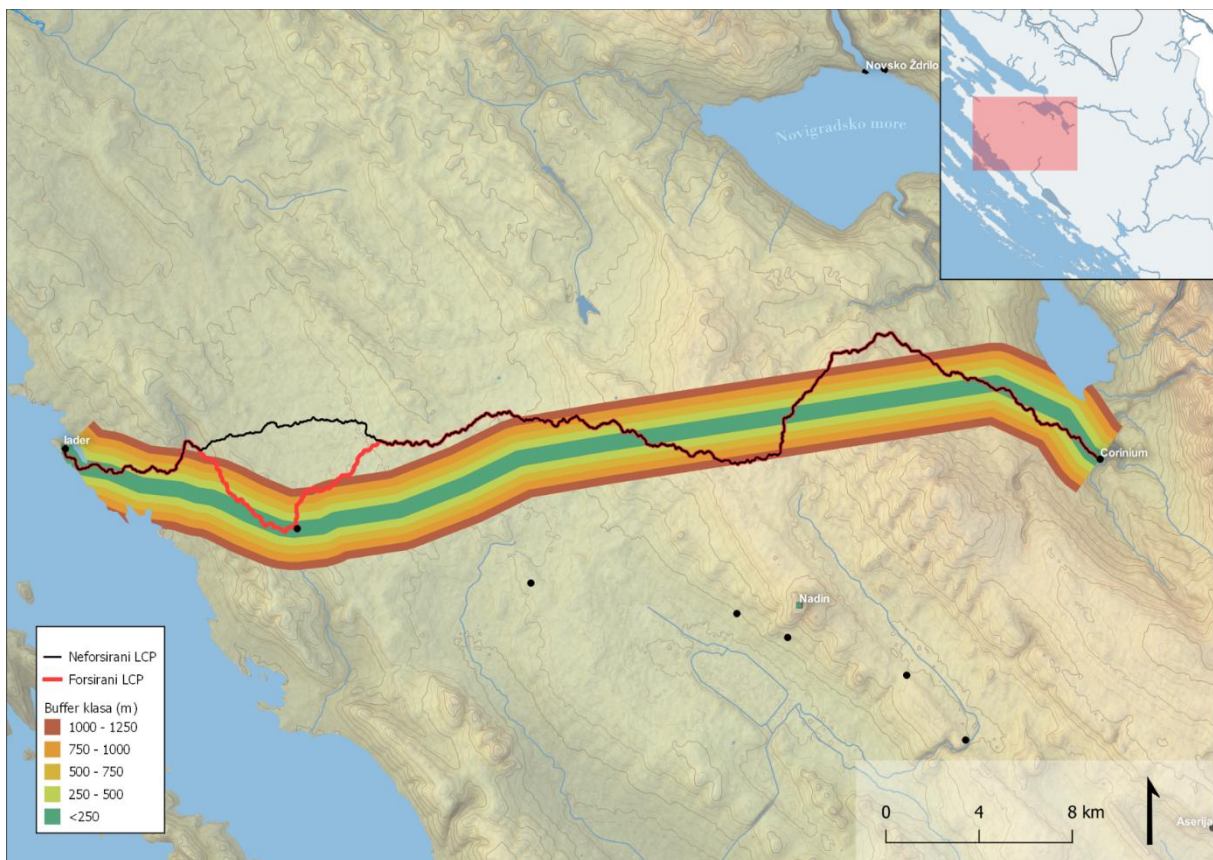 Novsko Ždrilo
Novigradsko more
Iader
Corinium
Nadin
Neforsirani LCP
Forsirani LCP
Buffer klasa (m)
1000 - 1250
750 - 1000
500 - 750
250 - 500
<250
0 4 8 km
Aserija